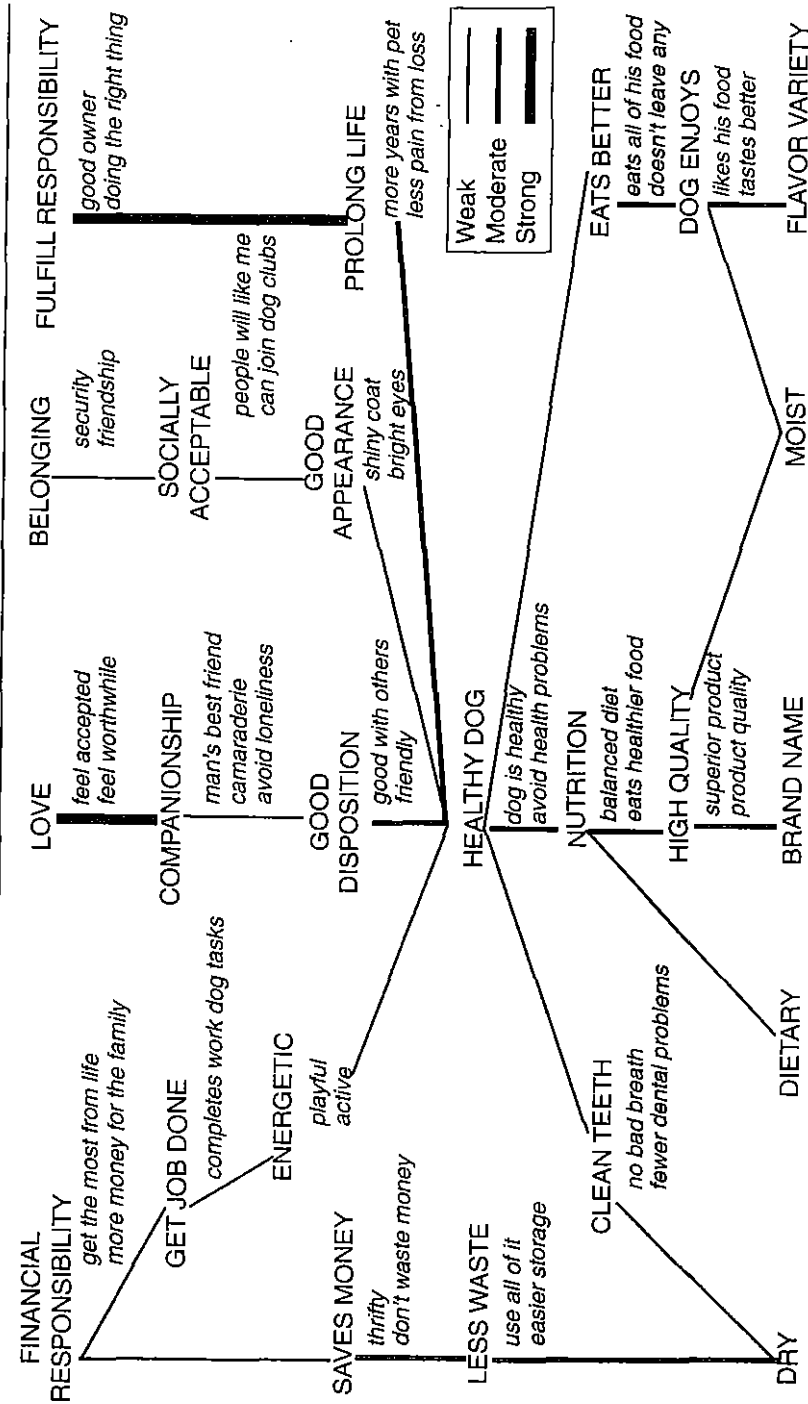 FINANCIAL
RESPONSIBILITY
get the most from life
more money for the family
LOVE
feel accepted
feel worthwhile
BELONGING
security
friendship
FULFILL RESPONSIBILITY
good owner
doing the right thing
GET JOB DONE
completes work dog tasks
COMPANIONSHIP
man's best friend
camaraderie
avoid loneliness
SOCIALLY
ACCEPTABLE
people will like me
can join dog clubs
ENERGETIC
playful
active
GOOD
DISPOSITION
good with others
friendly
GOOD
APPEARANCE
shiny coat
bright eyes
PROLONG LIFE
more years with pet
less pain from loss
SAVES MONEY
thrifty
don't waste money
LESS WASTE
use all of it
easier storage
HEALTHY DOG
dog is healthy
avoid health problems
Weak
Moderate
Strong
CLEAN TEETH
no bad breath
fewer dental problems
NUTRITION
balanced diet
eats healthier food
EATS BETTER
eats all of his food
doesn't leave any
HIGH QUALITY
superior product
product quality
DOG ENJOYS
likes his food
tastes better
DRY
DIETARY
BRAND NAME
MOIST
FLAVOR VARIETY